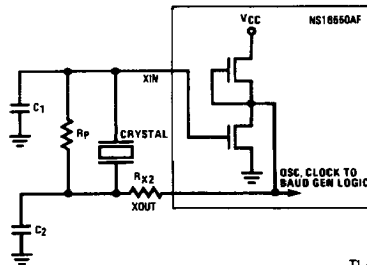 VCC
NS16550AF
XIN
C1
RP
CRYSTAL
RX2
XOUT
OSC. CLOCK TO
BAUD GEN LOGIC
C2